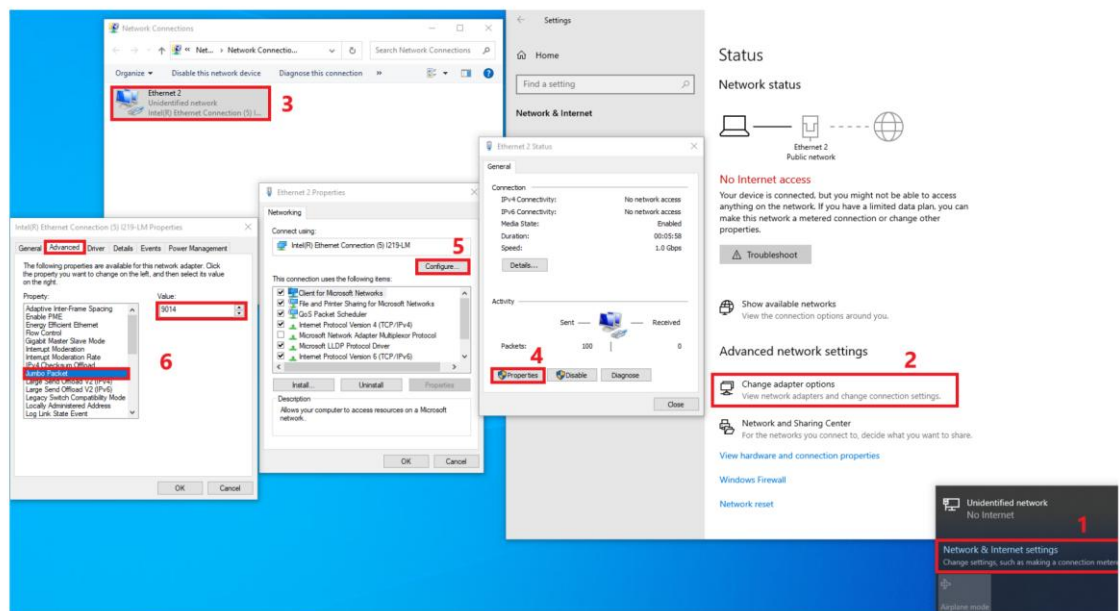 Network Connections
Net... › Network Connectio...
Search Network Connections
Organize
Disable this network device
Diagnose this connection
»
Ethernet 2
Unidentified network
Intel(R) Ethernet Connection (5) I...
3
Settings
Home
Find a setting
Network & Internet
Status
Network status
Ethernet 2
Public network
No Internet access
Your device is connected, but you might not be able to access
anything on the network. If you have a limited data plan, you can
make this network a metered connection or change other
properties.
Troubleshoot
Show available networks
View the connection options around you.
Advanced network settings
2
Change adapter options
View network adapters and change connection settings.
Network and Sharing Center
For the networks you connect to, decide what you want to share.
View hardware and connection properties
Windows Firewall
Network reset
Ethernet 2 Status
General
Connection
IPv4 Connectivity: No network access
IPv6 Connectivity: No network access
Media State: Enabled
Duration: 00:05:58
Speed: 1.0 Gbps
Details...
Activity
Sent — Received
Packets: 100 0
4
Properties
Disable
Diagnose
Close
Ethernet 2 Properties
Networking
Connect using:
Intel(R) Ethernet Connection (5) I219-LM
5
Configure...
This connection uses the following items:
Client for Microsoft Networks
File and Printer Sharing for Microsoft Networks
QoS Packet Scheduler
Internet Protocol Version 4 (TCP/IPv4)
Microsoft Network Adapter Multiplexor Protocol
Microsoft LLDP Protocol Driver
Internet Protocol Version 6 (TCP/IPv6)
Install...
Uninstall
Properties
Description
Allows your computer to access resources on a Microsoft
network.
OK
Cancel
Intel(R) Ethernet Connection (5) I219-LM Properties
General Advanced Driver Details Events Power Management
The following properties are available for this network adapter. Click
the property you want to change on the left, and then select its value
on the right.
Property:
Value:
9014
Adaptive Inter-Frame Spacing
Enable PME
Energy Efficient Ethernet
Flow Control
Gigabit Master Slave Mode
Interrupt Moderation
Interrupt Moderation Rate
IPv4 Checksum Offload
Jumbo Packet
Large Send Offload V2 (IPv4)
Large Send Offload V2 (IPv6)
Legacy Switch Compatibility Mode
Locally Administered Address
Log Link State Event
6
OK
Cancel
Unidentified network
No Internet
1
Network & Internet settings
Change settings, such as making a connection meter
Airplane mode